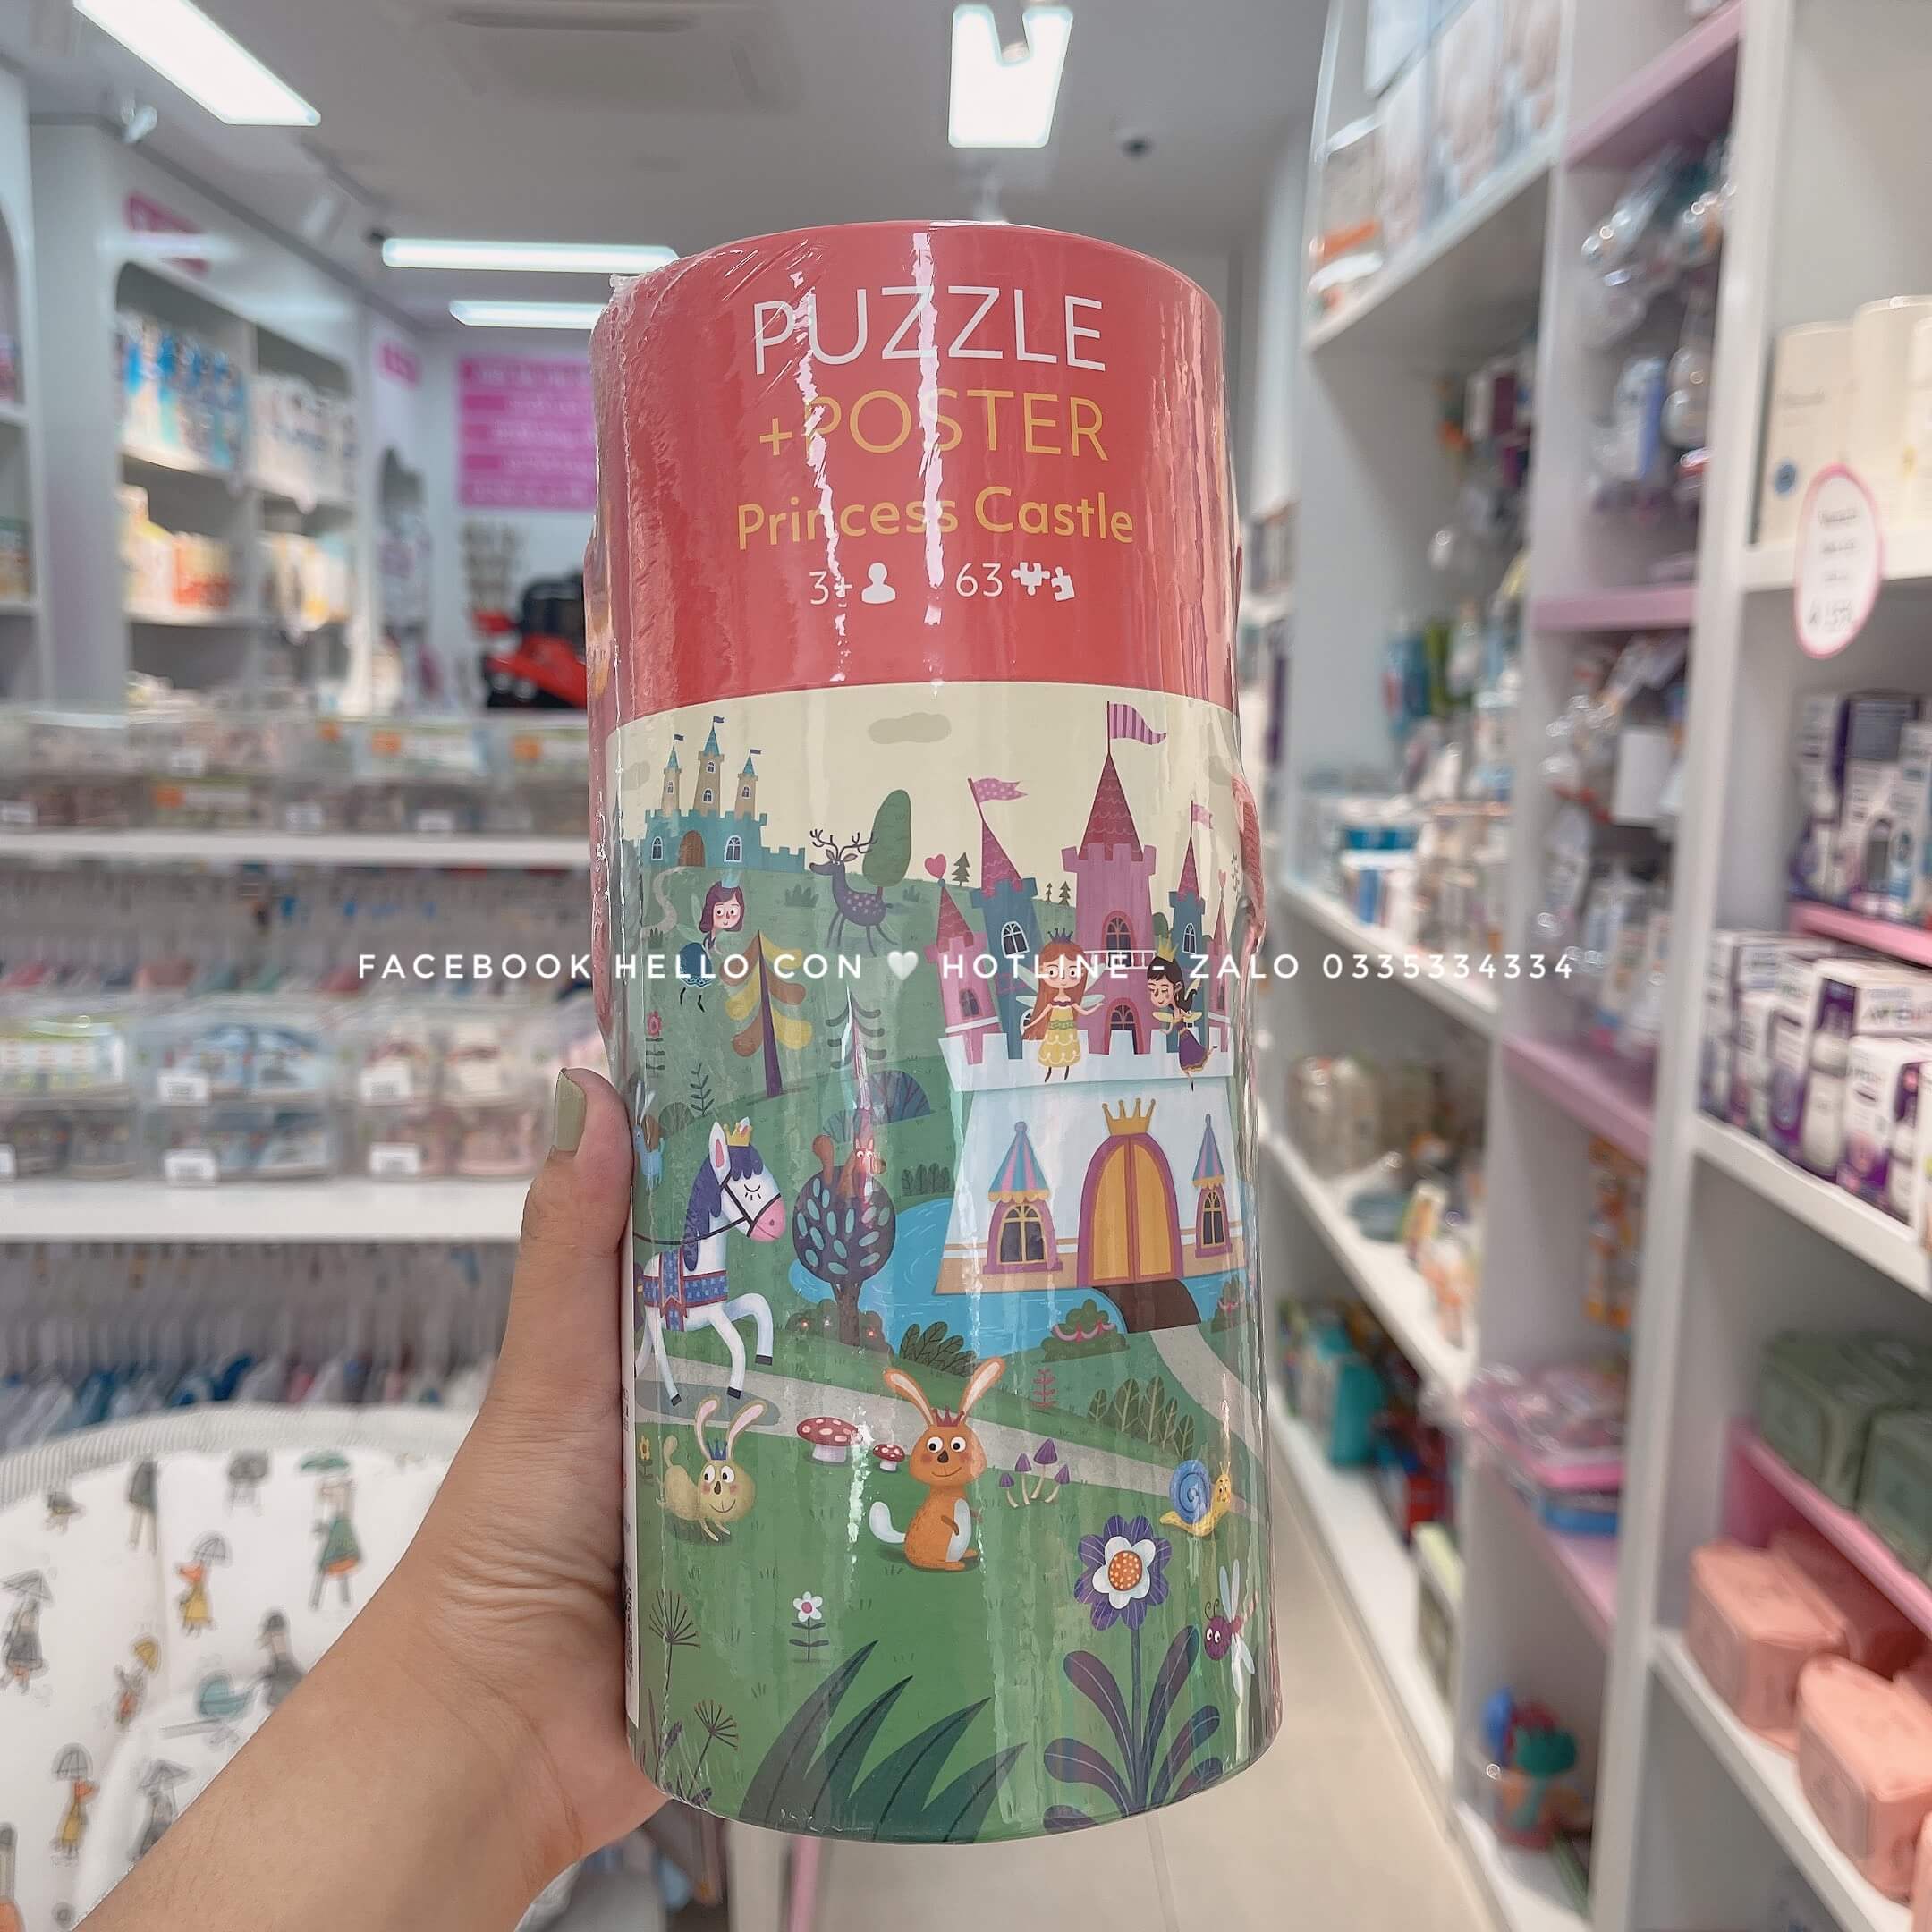 PUZZLE
+POSTER
Princess Castle
3+ 63
FACEBOOK HELLO CON 🤍 HOTLINE - ZALO 0335334334